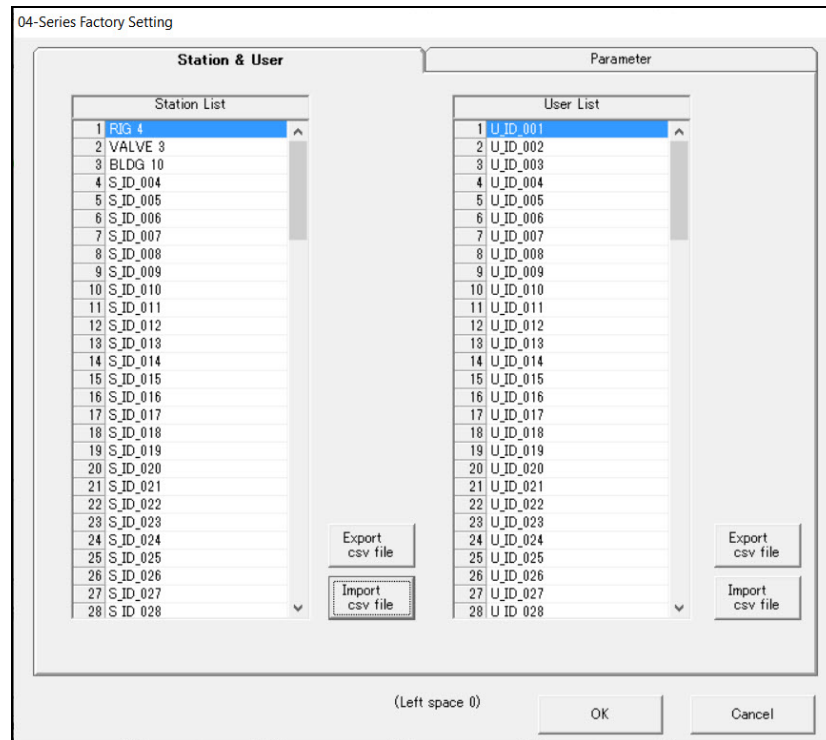 04-Series Factory Setting
Station & User
Parameter
Station List
1 RIG 4
2 VALVE 3
3 BLDG 10
4 S_ID_004
5 S_ID_005
6 S_ID_006
7 S_ID_007
8 S_ID_008
9 S_ID_009
10 S_ID_010
11 S_ID_011
12 S_ID_012
13 S_ID_013
14 S_ID_014
15 S_ID_015
16 S_ID_016
17 S_ID_017
18 S_ID_018
19 S_ID_019
20 S_ID_020
21 S_ID_021
22 S_ID_022
23 S_ID_023
24 S_ID_024
25 S_ID_025
26 S_ID_026
27 S_ID_027
28 S ID 028
Export
csv file
Import
csv file
User List
1 U_ID_001
2 U_ID_002
3 U_ID_003
4 U_ID_004
5 U_ID_005
6 U_ID_006
7 U_ID_007
8 U_ID_008
9 U_ID_009
10 U_ID_010
11 U_ID_011
12 U_ID_012
13 U_ID_013
14 U_ID_014
15 U_ID_015
16 U_ID_016
17 U_ID_017
18 U_ID_018
19 U_ID_019
20 U_ID_020
21 U_ID_021
22 U_ID_022
23 U_ID_023
24 U_ID_024
25 U_ID_025
26 U_ID_026
27 U_ID_027
28 U ID 028
Export
csv file
Import
csv file
(Left space 0)
OK
Cancel